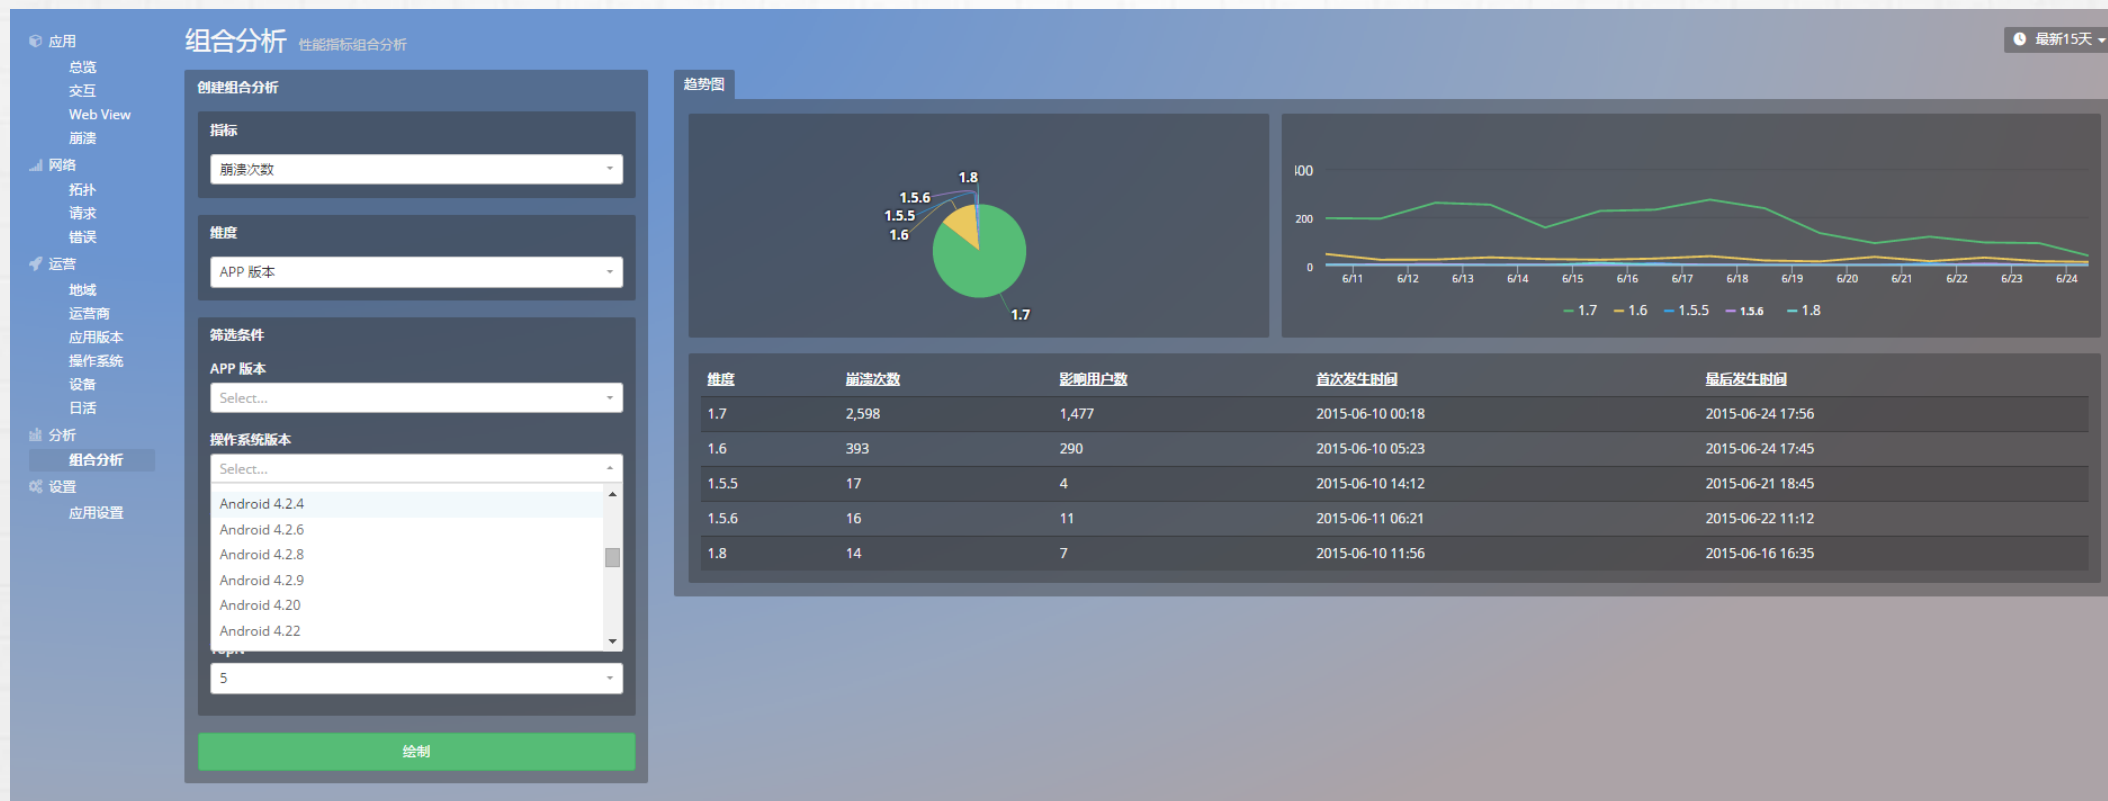 应用
总览
交互
Web View
崩溃
网络
拓扑
请求
错误
运营
地域
运营商
应用版本
操作系统
设备
日活
分析
组合分析
设置
应用设置
组合分析 性能指标组合分析
最新15天
创建组合分析
指标
崩溃次数
维度
APP 版本
筛选条件
APP 版本
Select...
操作系统版本
Select...
Android 4.2.4
Android 4.2.6
Android 4.2.8
Android 4.2.9
Android 4.20
Android 4.22
TopN
5
绘制
趋势图
1.8
1.5.6
1.5.5
1.6
1.7
400
200
0
6/11 6/12 6/13 6/14 6/15 6/16 6/17 6/18 6/19 6/20 6/21 6/22 6/23 6/24
1.7 1.6 1.5.5 1.5.6 1.8
维度 崩溃次数 影响用户数 首次发生时间 最后发生时间
1.7 2,598 1,477 2015-06-10 00:18 2015-06-24 17:56
1.6 393 290 2015-06-10 05:23 2015-06-24 17:45
1.5.5 17 4 2015-06-10 14:12 2015-06-21 18:45
1.5.6 16 11 2015-06-11 06:21 2015-06-22 11:12
1.8 14 7 2015-06-10 11:56 2015-06-16 16:35